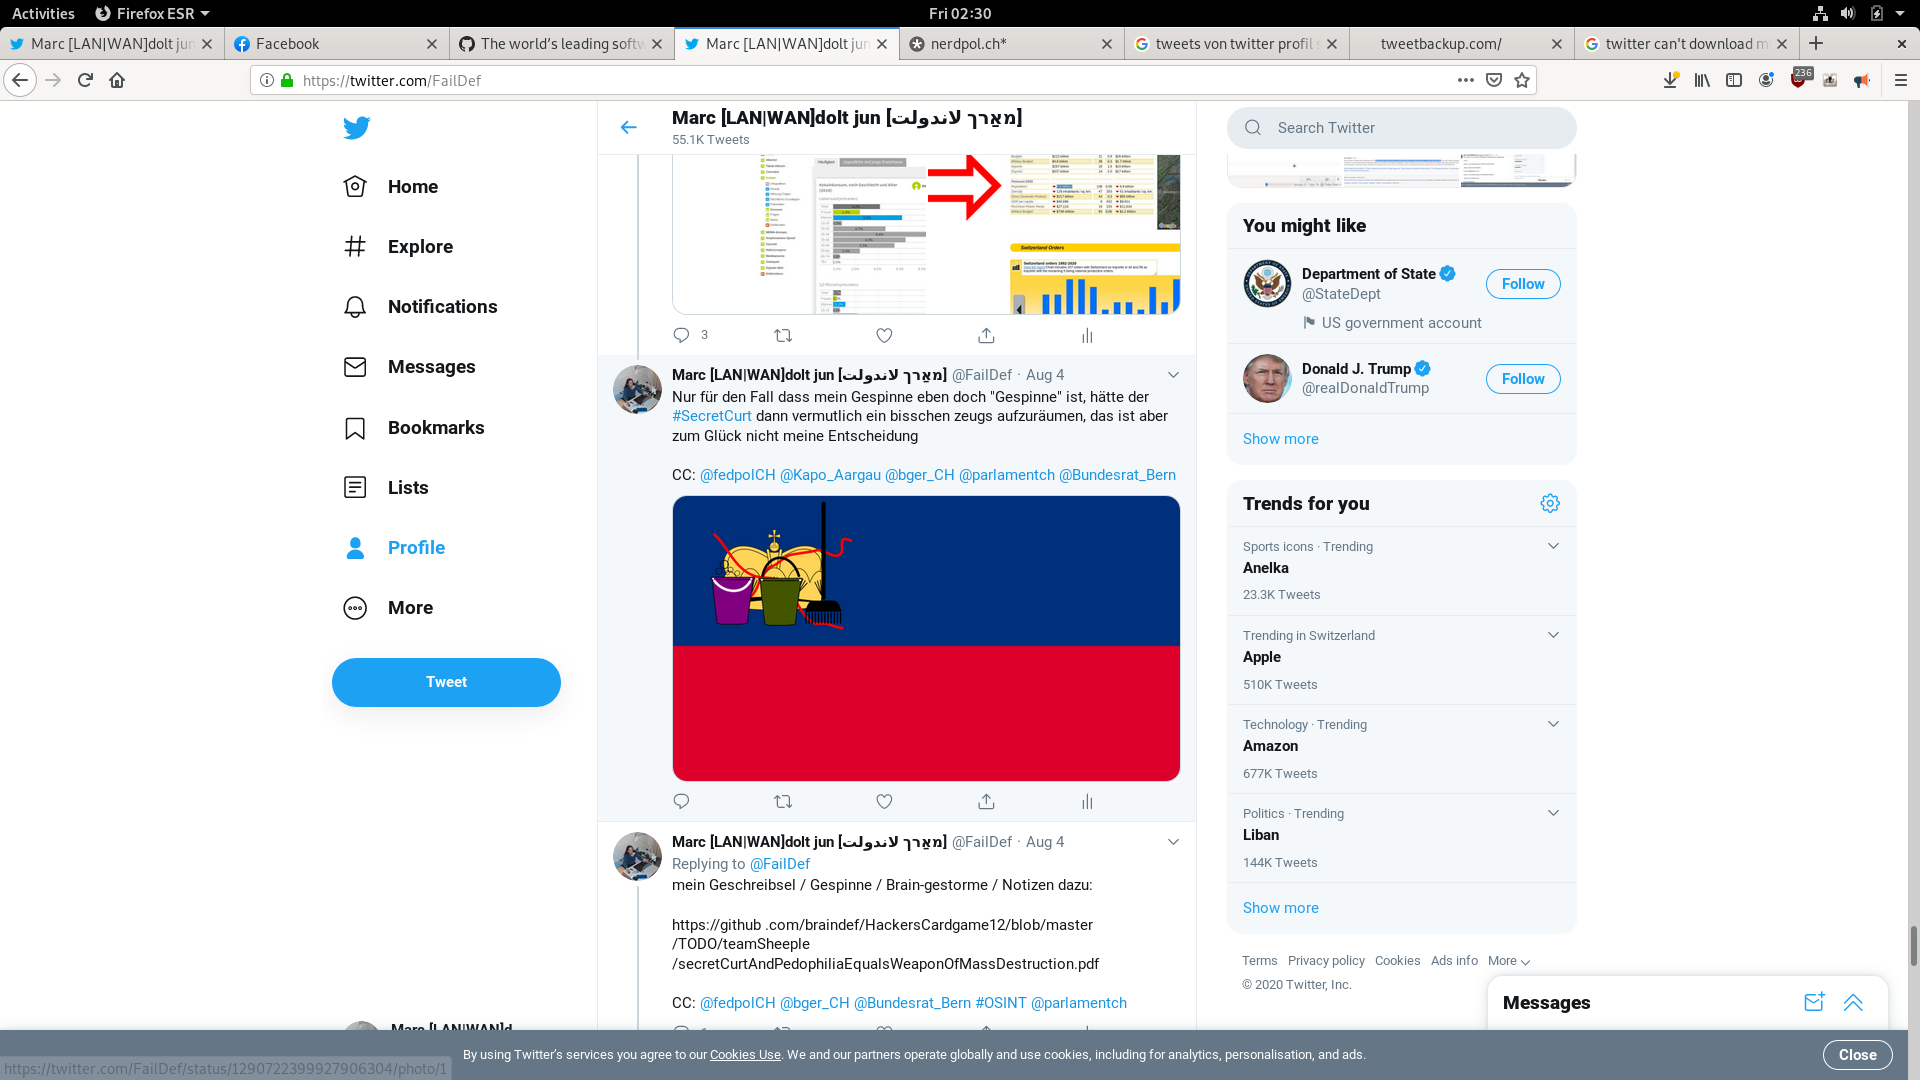 Activities
Firefox ESR
Fri 02:30
Marc [LAN|WAN]dolt jun
Facebook
The world's leading softw
Marc [LAN|WAN]dolt jun
nerdpol.ch*
tweets von twitter profil s
tweetbackup.com/
twitter can't download m
https://twitter.com/FailDef
236
Home
Explore
Notifications
Messages
Bookmarks
Lists
Profile
More
Tweet
Marc [LAN|WAN]dolt jun [מאַרך לאנדולת]
55.1K Tweets
Switzerland Orders
3
Marc [LAN|WAN]dolt jun [מאַרך לאנדולת] @FailDef · Aug 4
Nur für den Fall dass mein Gespinne eben doch "Gespinne" ist, hätte der
#SecretCurt dann vermutlich ein bisschen zeugs aufzuräumen, das ist aber
zum Glück nicht meine Entscheidung
CC: @fedpolCH @Kapo_Aargau @bger_CH @parlamentch @Bundesrat_Bern
Marc [LAN|WAN]dolt jun [מאַרך לאנדולת] @FailDef · Aug 4
Replying to @FailDef
mein Geschreibsel / Gespinne / Brain-gestorme / Notizen dazu:
https://github .com/braindef/HackersCardgame12/blob/master
/TODO/teamSheeple
/secretCurtAndPedophiliaEqualsWeaponOfMassDestruction.pdf
CC: @fedpolCH @bger_CH @Bundesrat_Bern #OSINT @parlamentch
Search Twitter
You might like
Department of State
@StateDept
Follow
US government account
Donald J. Trump
@realDonaldTrump
Follow
Show more
Trends for you
Sports icons · Trending
Anelka
23.3K Tweets
Trending in Switzerland
Apple
510K Tweets
Technology · Trending
Amazon
677K Tweets
Politics · Trending
Liban
144K Tweets
Show more
Terms Privacy policy Cookies Ads info More
© 2020 Twitter, Inc.
Messages
Marc [LAN|WAN]d
By using Twitter's services you agree to our Cookies Use. We and our partners operate globally and use cookies, including for analytics, personalisation, and ads.
Close
https://twitter.com/FailDef/status/1290722399927906304/photo/1